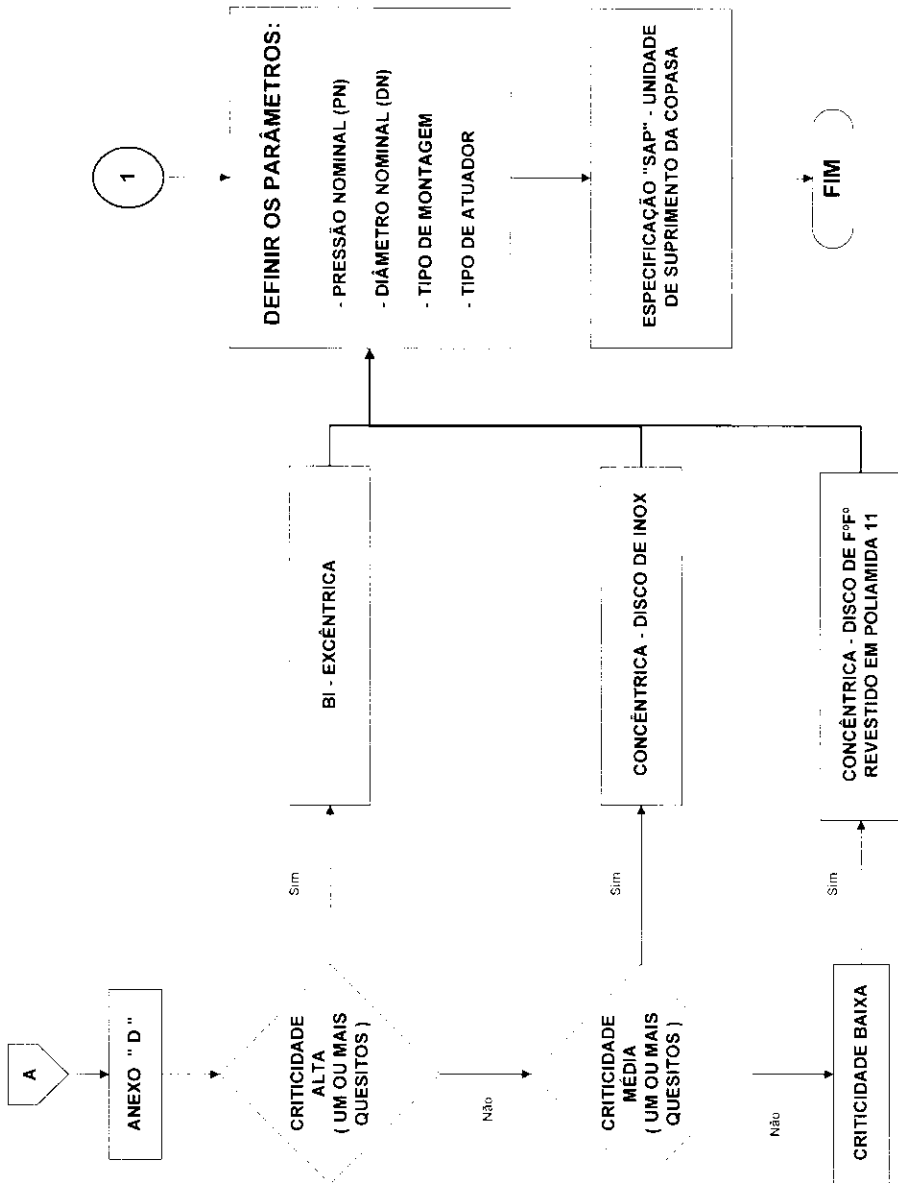 A
ANEXO " D "
CRITICIDADE
ALTA
( UM OU MAIS
QUESITOS )
Sim
BI - EXCÊNTRICA
Não
CRITICIDADE
MÉDIA
( UM OU MAIS
QUESITOS )
Sim
CONCÊNTRICA - DISCO DE INOX
Não
CRITICIDADE BAIXA
Sim
CONCÊNTRICA - DISCO DE FºFº
REVESTIDO EM POLIAMIDA 11
1
DEFINIR OS PARÂMETROS:
- PRESSÃO NOMINAL (PN)
- DIÂMETRO NOMINAL (DN)
- TIPO DE MONTAGEM
- TIPO DE ATUADOR
ESPECIFICAÇÃO "SAP" - UNIDADE
DE SUPRIMENTO DA COPASA
FIM